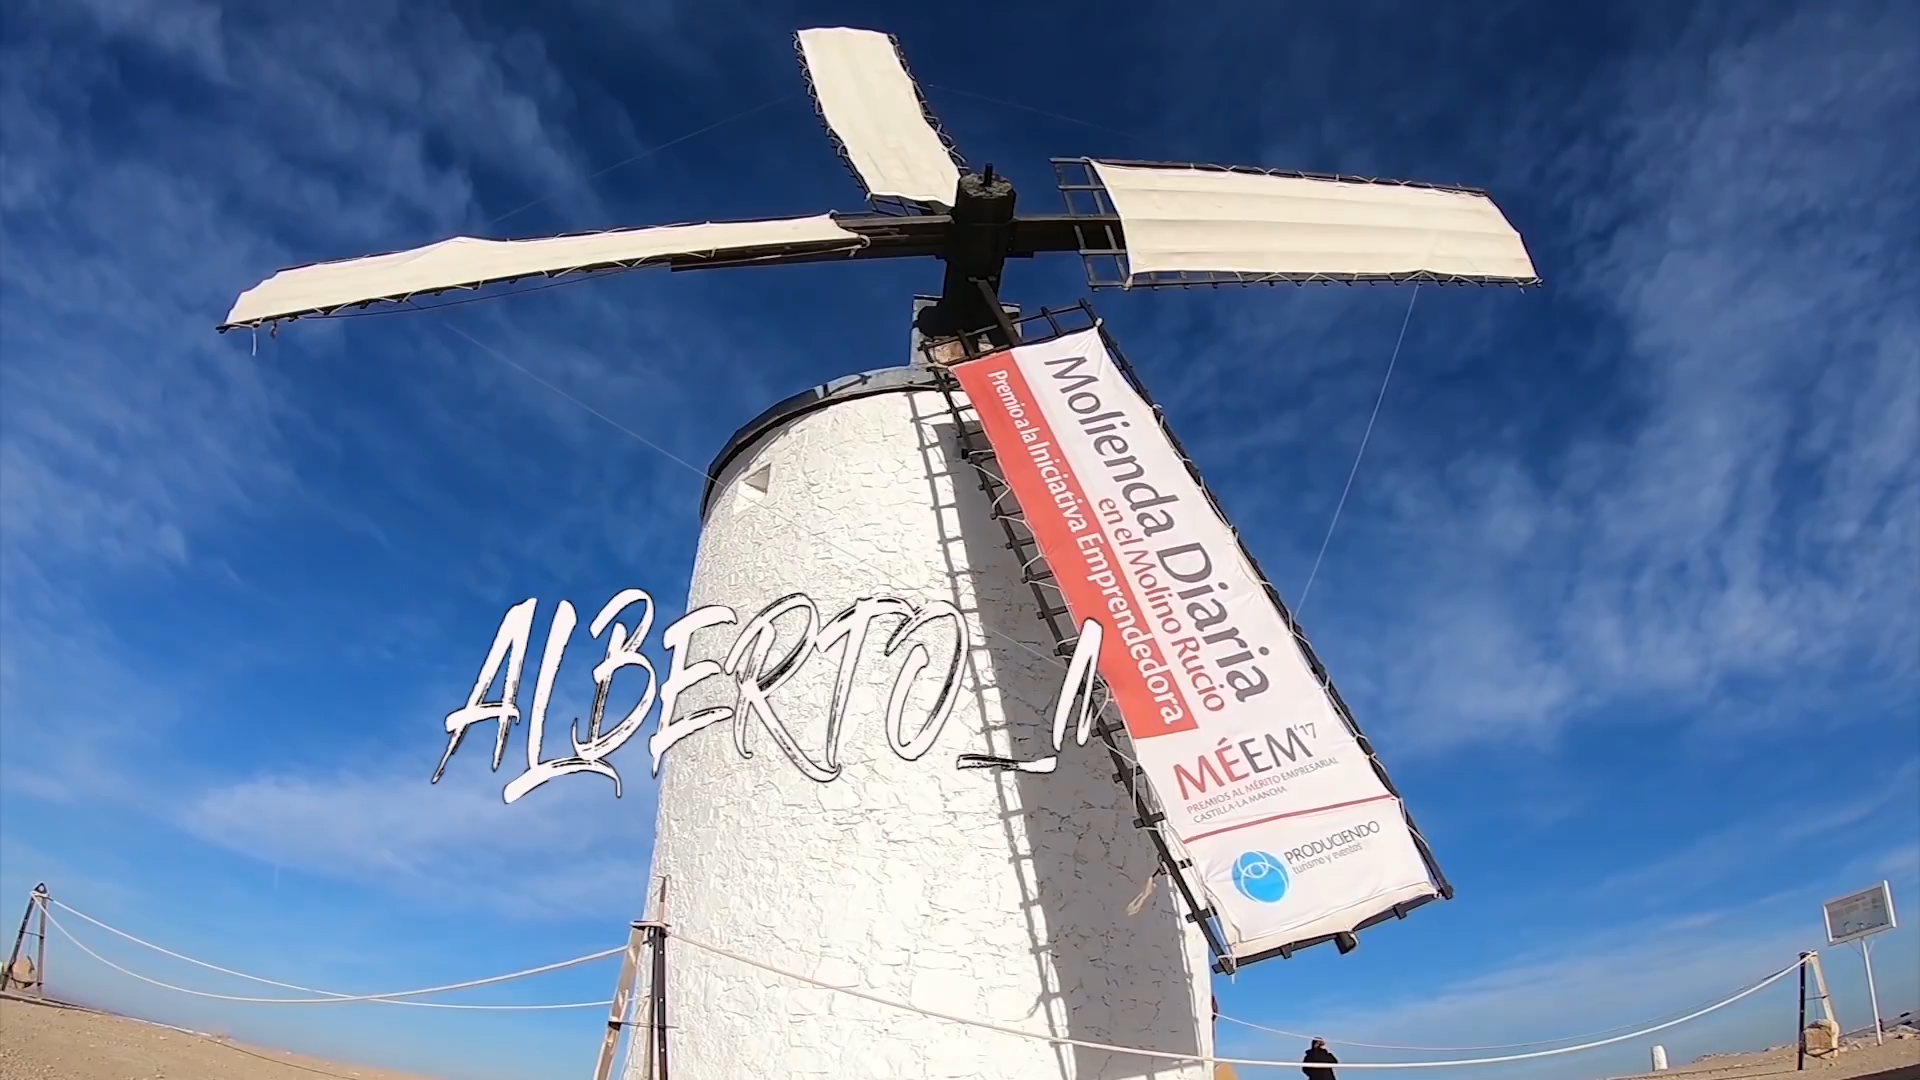 Molienda Diaria
en el Molino Rucio
Premio a la Iniciativa Emprendedora
MÉEM'17
PREMIOS AL MÉRITO EMPRESARIAL
CASTILLA-LA MANCHA
PRODUCIENDO
turismo y eventos
ALBERTO_